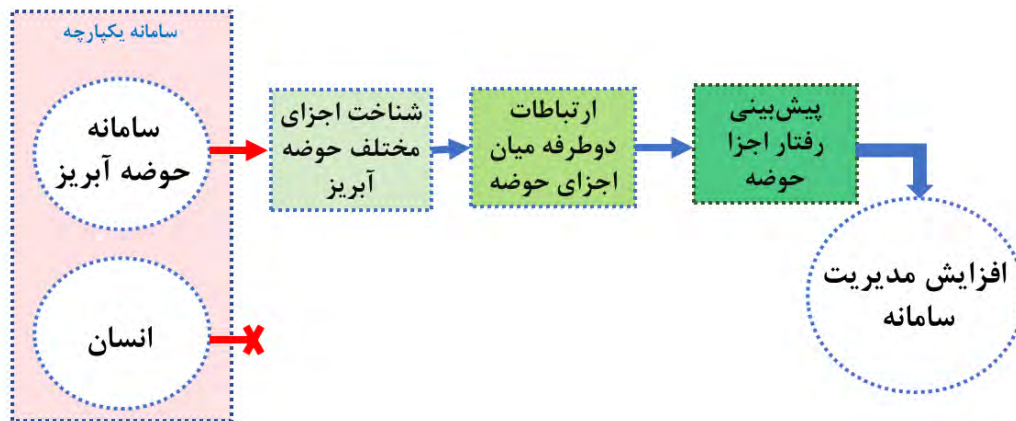 سامانه یکپارچه
سامانه
حوضه آبریز
شناخت اجزای
مختلف حوضه
آبریز
ارتباطات
دوطرفه میان
اجزای حوضه
پیش‌بینی
رفتار اجزا
حوضه
افزایش مدیریت
سامانه
انسان